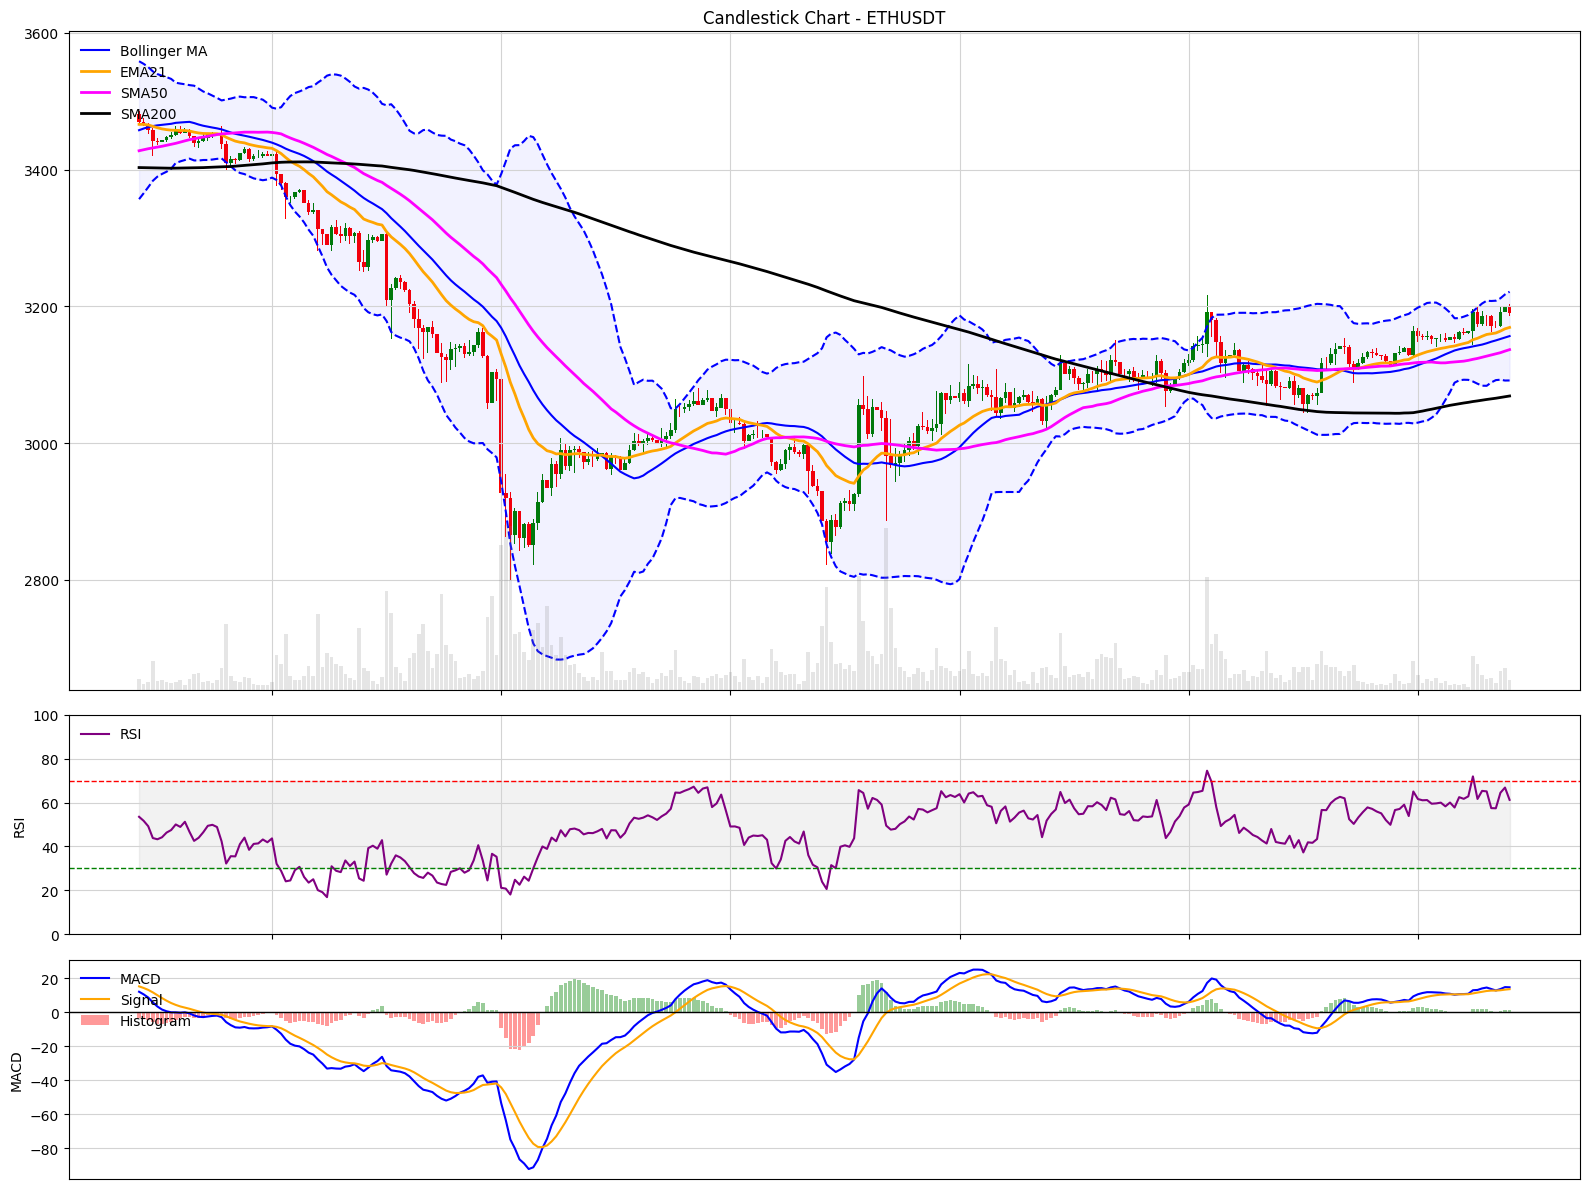 Candlestick Chart - ETHUSDT
3600
3400
3200
3000
2800
Bollinger MA
EMA21
SMA50
SMA200
100
80
60
40
20
0
RSI
RSI
20
0
−20
−40
−60
−80
MACD
MACD
Signal
Histogram